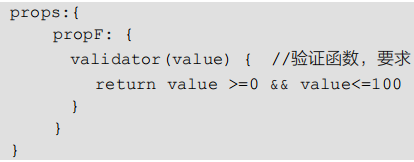 props:{
propF: {
validator(value) { //验证函数，要求
return value >=0 && value<=100
}
}
}